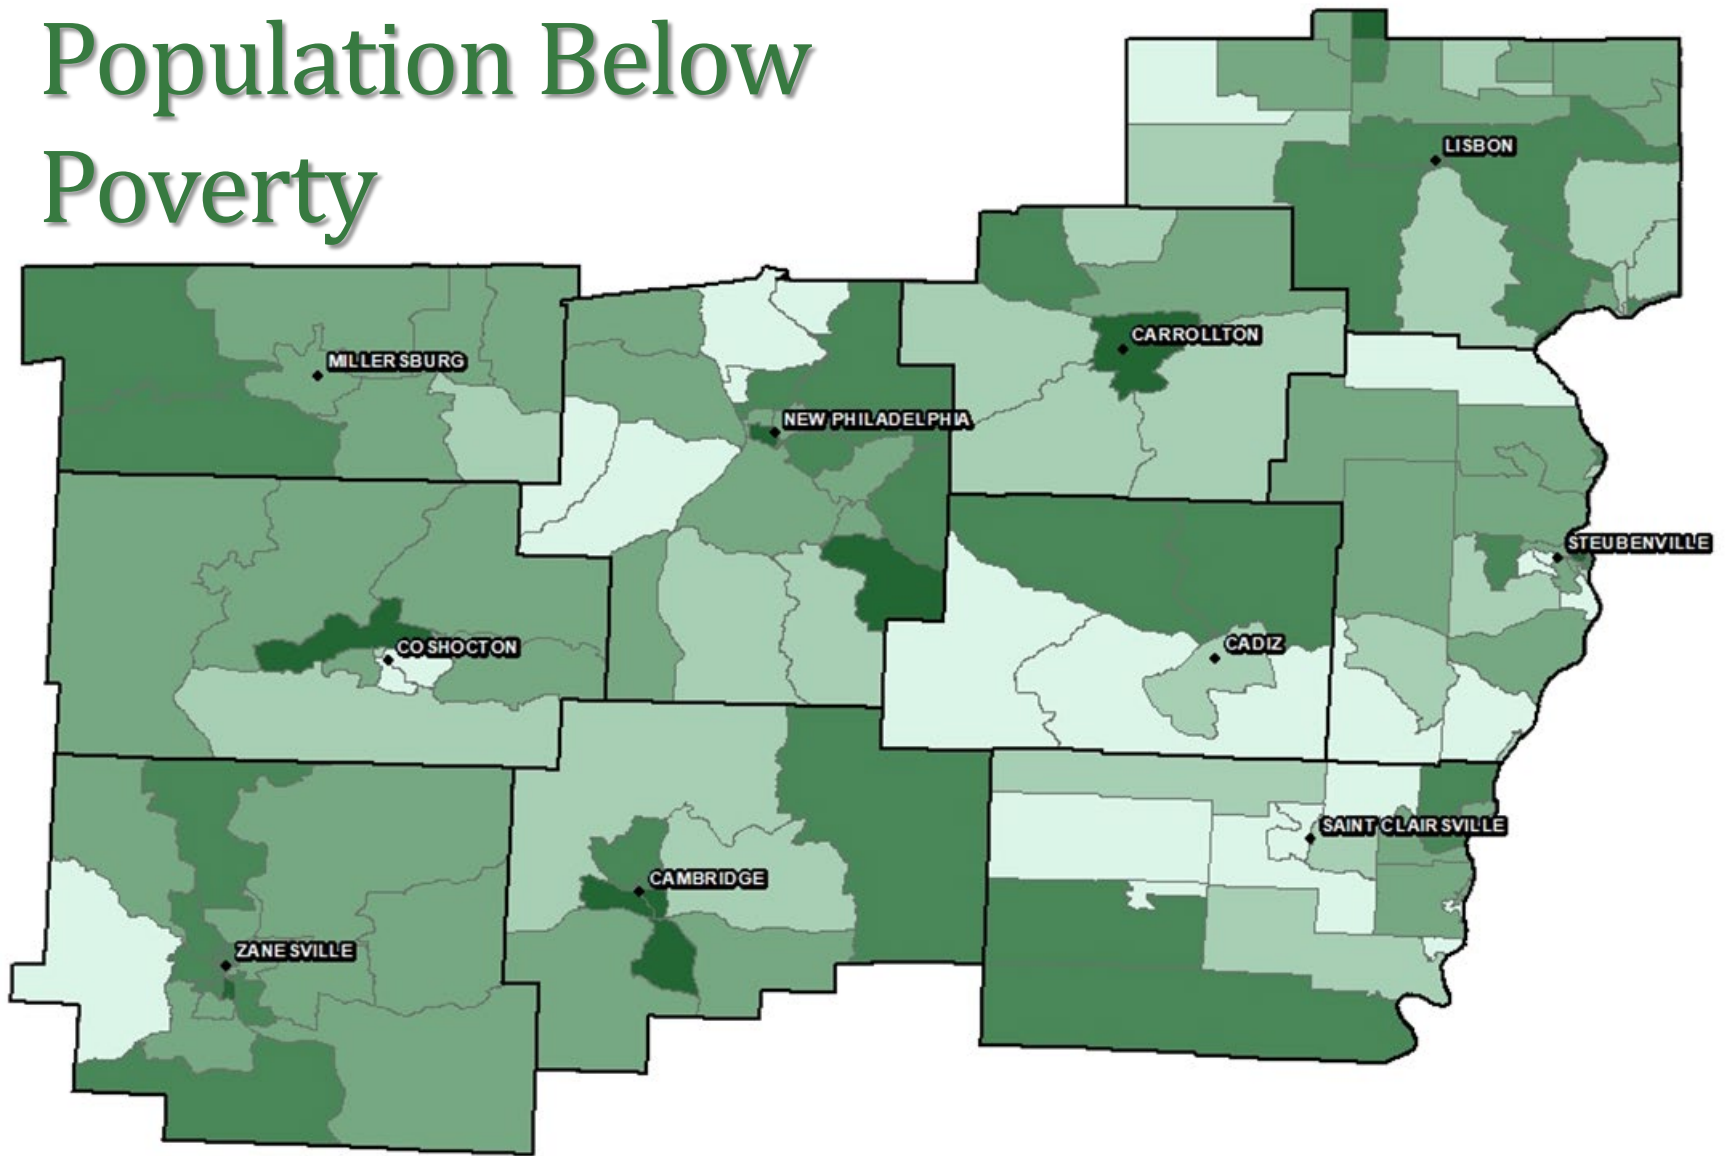 Population Below
Poverty
LISBON
CARROLLTON
MILLERSBURG
NEW PHILADELPHIA
STEUBENVILLE
COSHOCTON
CADIZ
SAINT CLAIRSVILLE
CAMBRIDGE
ZANESVILLE